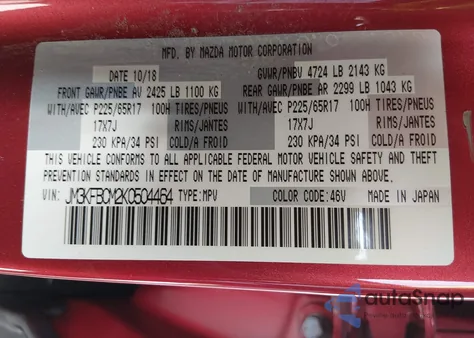 MFD. BY MAZDA MOTOR CORPORATION
DATE 10/18 GVWR/PNBV 4724 LB 2143 KG
FRONT GAWR/PNBE AV 2425 LB 1100 KG REAR GAWR/PNBE AR 2299 LB 1043 KG
WITH/AVEC P225/65R17 100H TIRES/PNEUS WITH/AVEC P225/65R17 100H TIRES/PNEUS
17X7J RIMS/JANTES 17X7J RIMS/JANTES
230 KPA/34 PSI COLD/A FROID 230 KPA/34 PSI COLD/A FROID
THIS VEHICLE CONFORMS TO ALL APPLICABLE FEDERAL MOTOR VEHICLE SAFETY AND THEFT
PREVENTION STANDARDS IN EFFECT ON THE DATE OF MANUFACTURE SHOWN ABOVE.
VIN: JM3KFBCM2K0504464 TYPE: MPV COLOR CODE: 46V MADE IN JAPAN
autoSnap